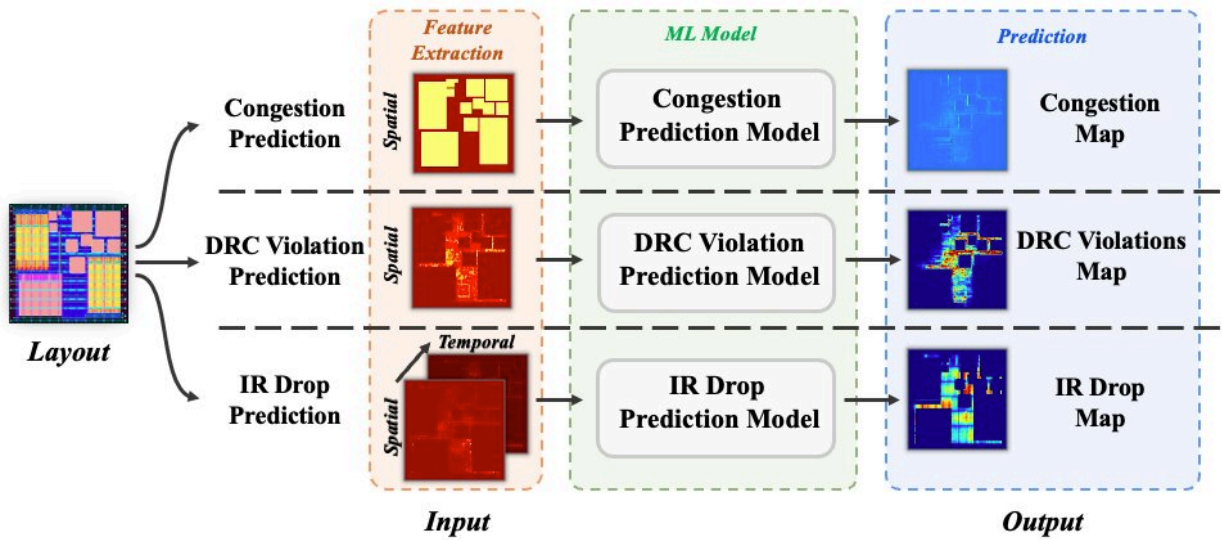 Feature
Extraction
ML Model
Prediction
Congestion
Prediction
Spatial
Congestion
Prediction Model
Congestion
Map
DRC Violation
Prediction
Spatial
DRC Violation
Prediction Model
DRC Violations
Map
Layout
IR Drop
Prediction
Temporal
Spatial
IR Drop
Prediction Model
IR Drop
Map
Input
Output